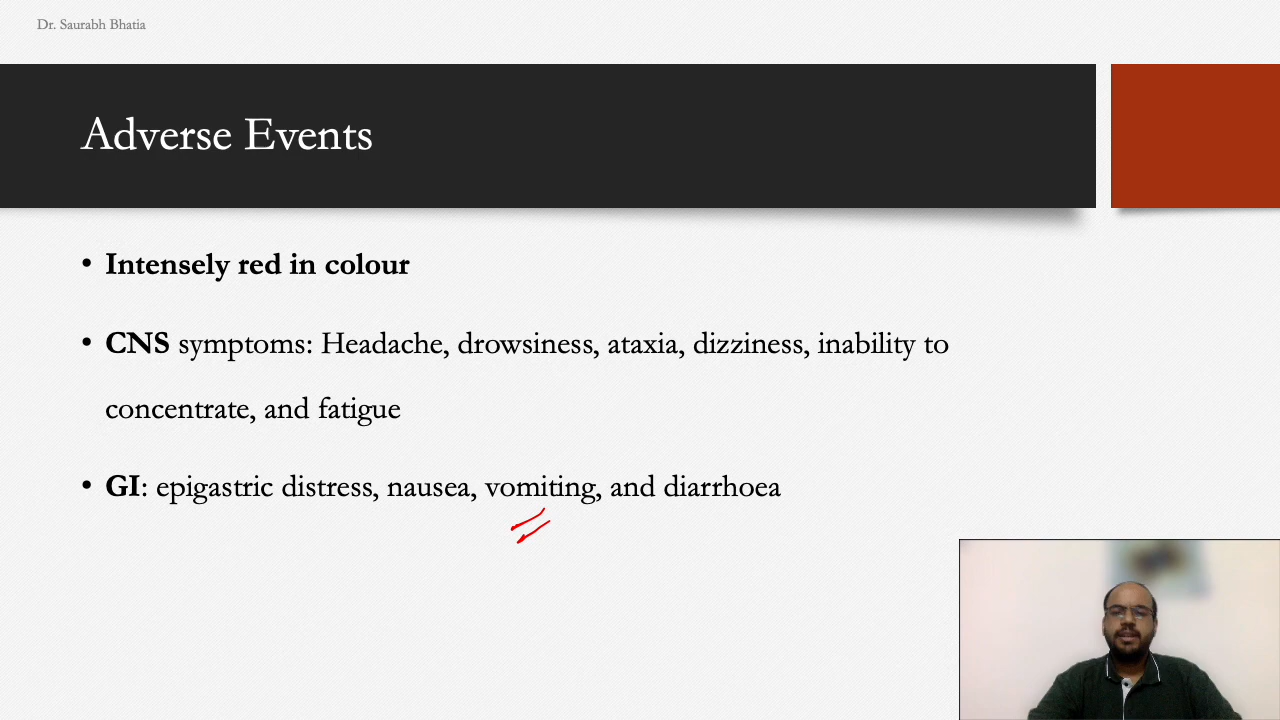 Dr. Saurabh Bhatia
Adverse Events
• Intensely red in colour
• CNS symptoms: Headache, drowsiness, ataxia, dizziness, inability to
concentrate, and fatigue
• GI: epigastric distress, nausea, vomiting, and diarrhoea